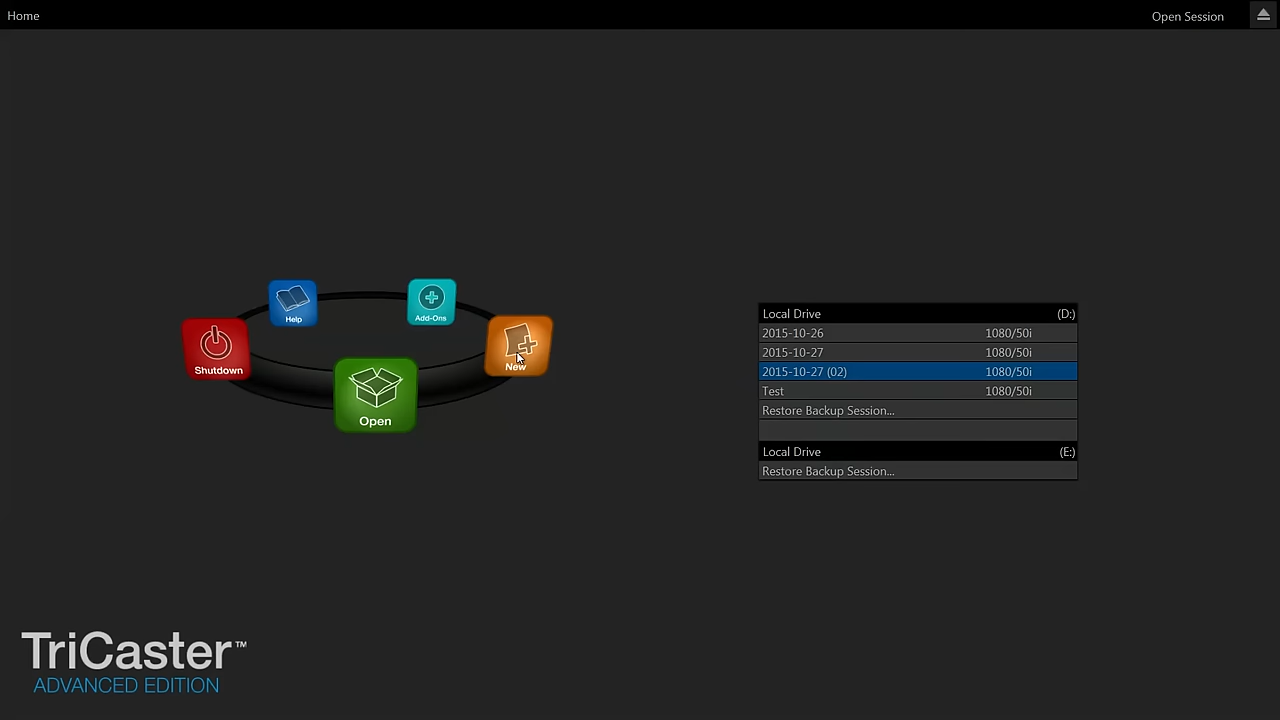 Home
Open Session
Help
Add-Ons
Shutdown
New
Open
Local Drive (D:)
2015-10-26 1080/50i
2015-10-27 1080/50i
2015-10-27 (02) 1080/50i
Test 1080/50i
Restore Backup Session...
Local Drive (E:)
Restore Backup Session...
TriCaster™
ADVANCED EDITION